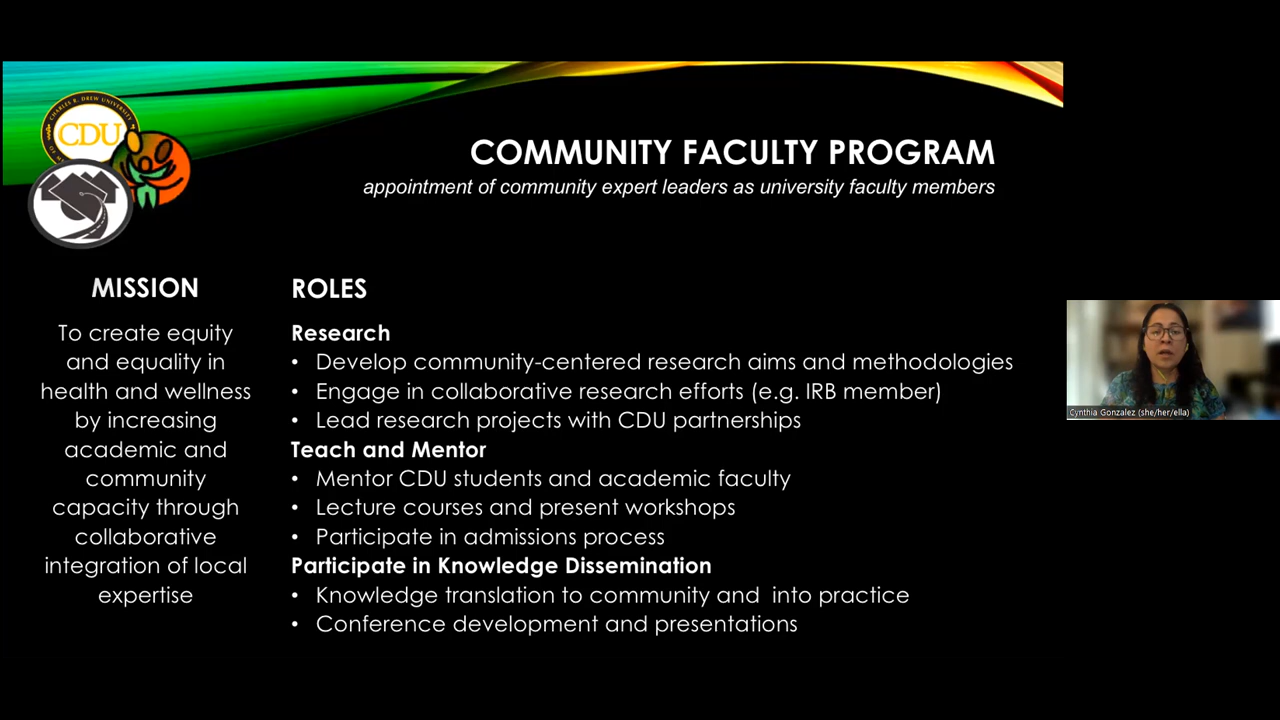 CHARLES R. DREW UNIVERSITY
CDU
COMMUNITY FACULTY PROGRAM
appointment of community expert leaders as university faculty members
MISSION
To create equity
and equality in
health and wellness
by increasing
academic and
community
capacity through
collaborative
integration of local
expertise
ROLES
Research
• Develop community-centered research aims and methodologies
• Engage in collaborative research efforts (e.g. IRB member)
• Lead research projects with CDU partnerships
Teach and Mentor
• Mentor CDU students and academic faculty
• Lecture courses and present workshops
• Participate in admissions process
Participate in Knowledge Dissemination
• Knowledge translation to community and  into practice
• Conference development and presentations
Cynthia Gonzalez (she/her/ella)